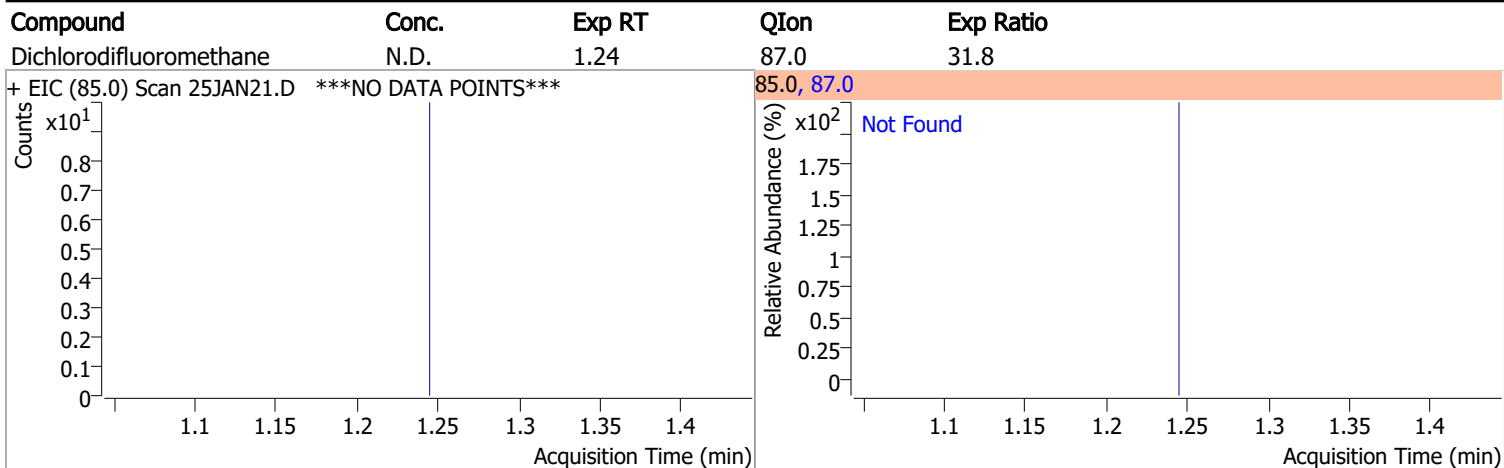 Compound Conc. Exp RT QIon Exp Ratio
Dichlorodifluoromethane N.D. 1.24 87.0 31.8
+ EIC (85.0) Scan 25JAN21.D ***NO DATA POINTS***
Counts
x10¹
0.8
0.7
0.6
0.5
0.4
0.3
0.2
0.1
0
1.1 1.15 1.2 1.25 1.3 1.35 1.4
Acquisition Time (min)
85.0, 87.0
Relative Abundance (%)
x10²
Not Found
1.75
1.5
1.25
1
0.75
0.5
0.25
0
1.1 1.15 1.2 1.25 1.3 1.35 1.4
Acquisition Time (min)